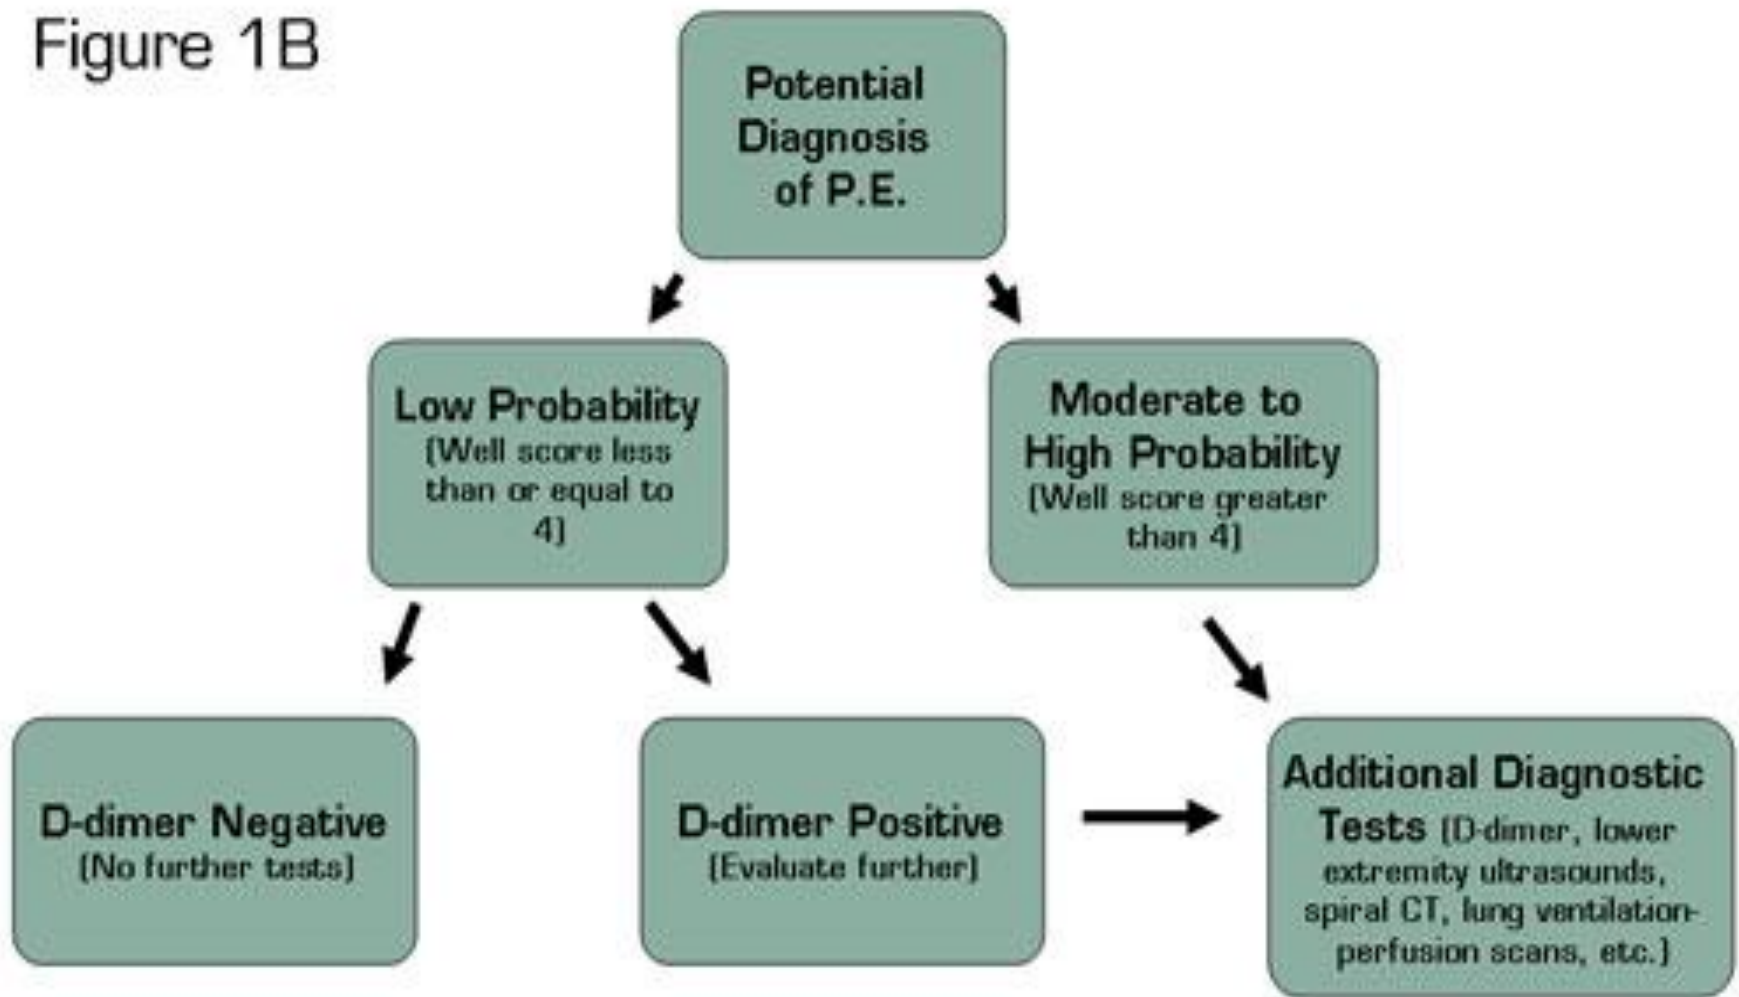 Figure 1B
Potential
Diagnosis
of P.E.
Low Probability
(Well score less
than or equal to
4)
Moderate to
High Probability
(Well score greater
than 4)
D-dimer Negative
(No further tests)
D-dimer Positive
(Evaluate further)
Additional Diagnostic
Tests (D-dimer, lower
extremity ultrasounds,
spiral CT, lung ventilation-
perfusion scans, etc.)